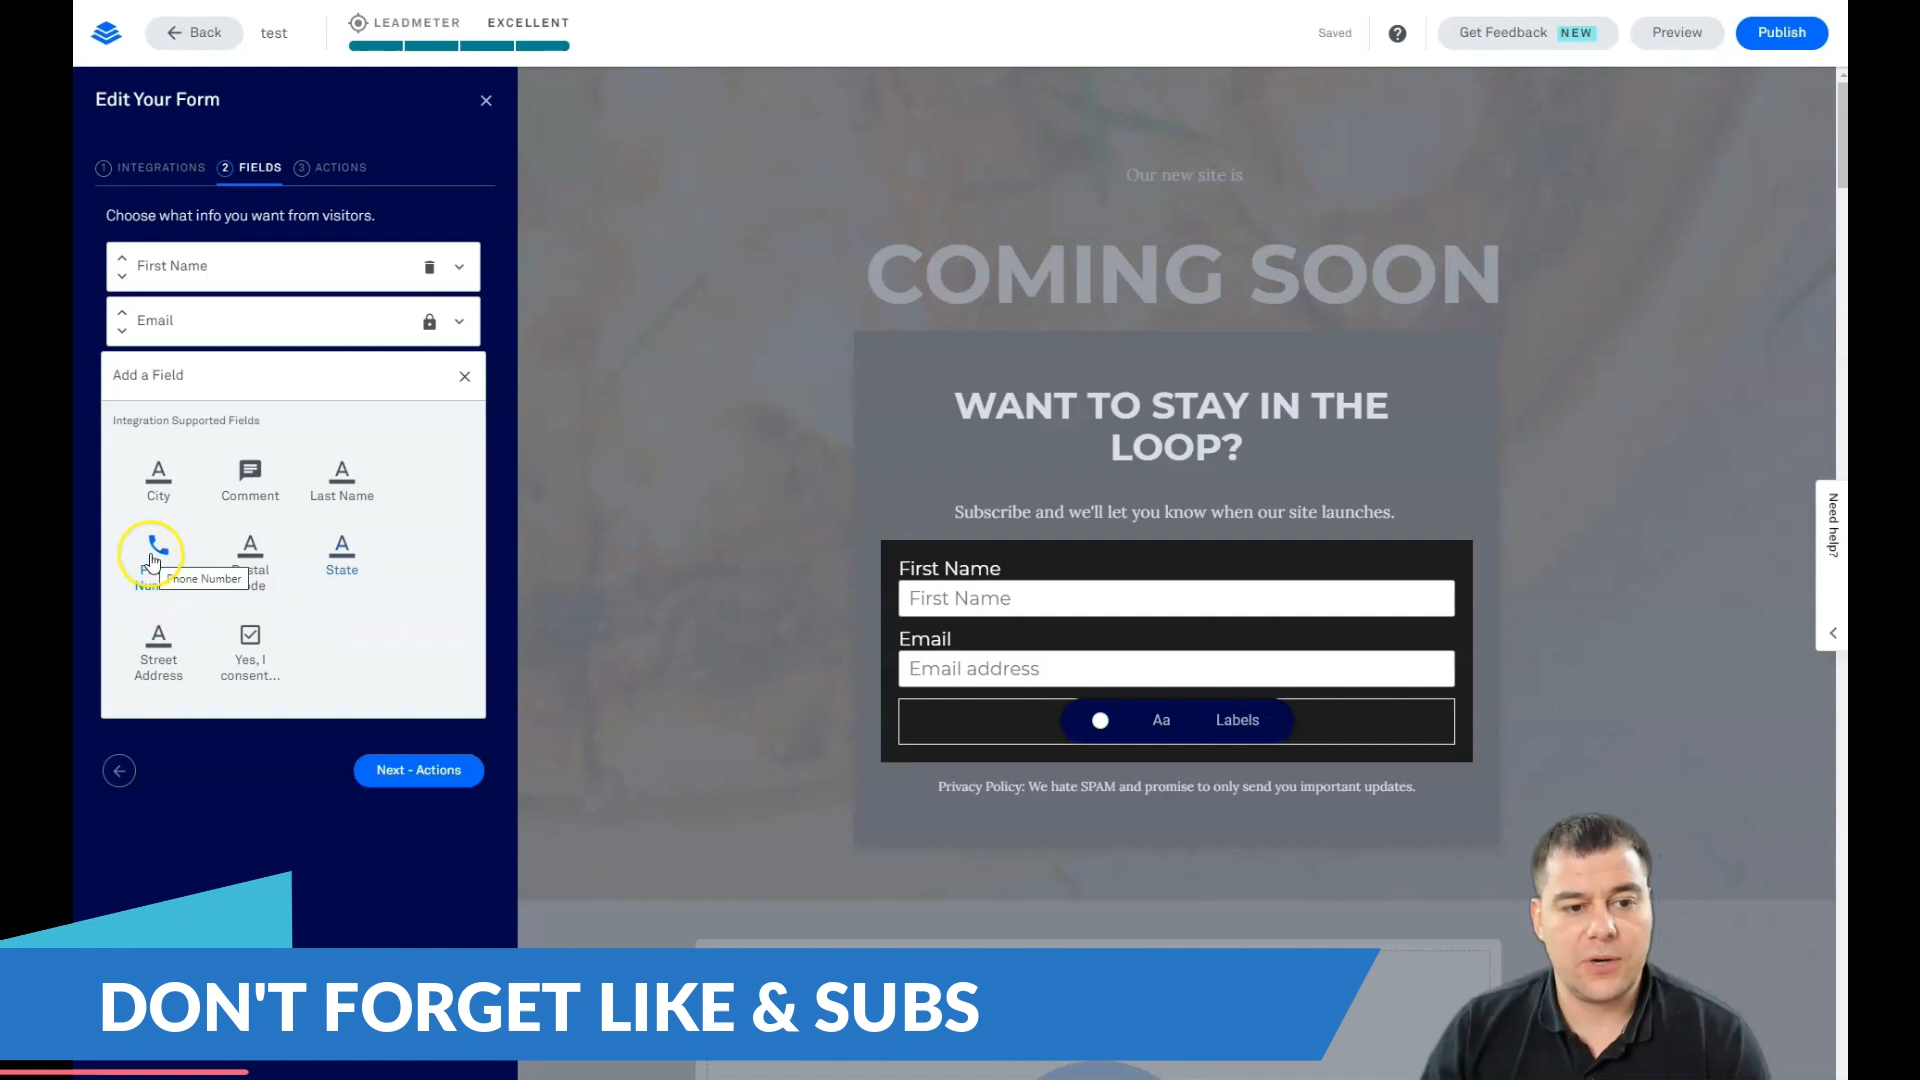 Back
test
LEADMETER EXCELLENT
Saved
?
Get Feedback NEW
Preview
Publish
Edit Your Form
1 INTEGRATIONS 2 FIELDS 3 ACTIONS
Choose what info you want from visitors.
First Name
Email
Add a Field
Integration Supported Fields
A
City
Comment
A
Last Name
Phone Number
A
A
State
A
Street
Address
Yes, I
consent...
Next - Actions
Our new site is
COMING SOON
WANT TO STAY IN THE
LOOP?
Subscribe and we'll let you know when our site launches.
First Name
First Name
Email
Email address
Aa Labels
Privacy Policy: We hate SPAM and promise to only send you important updates.
Need help?
DON'T FORGET LIKE & SUBS